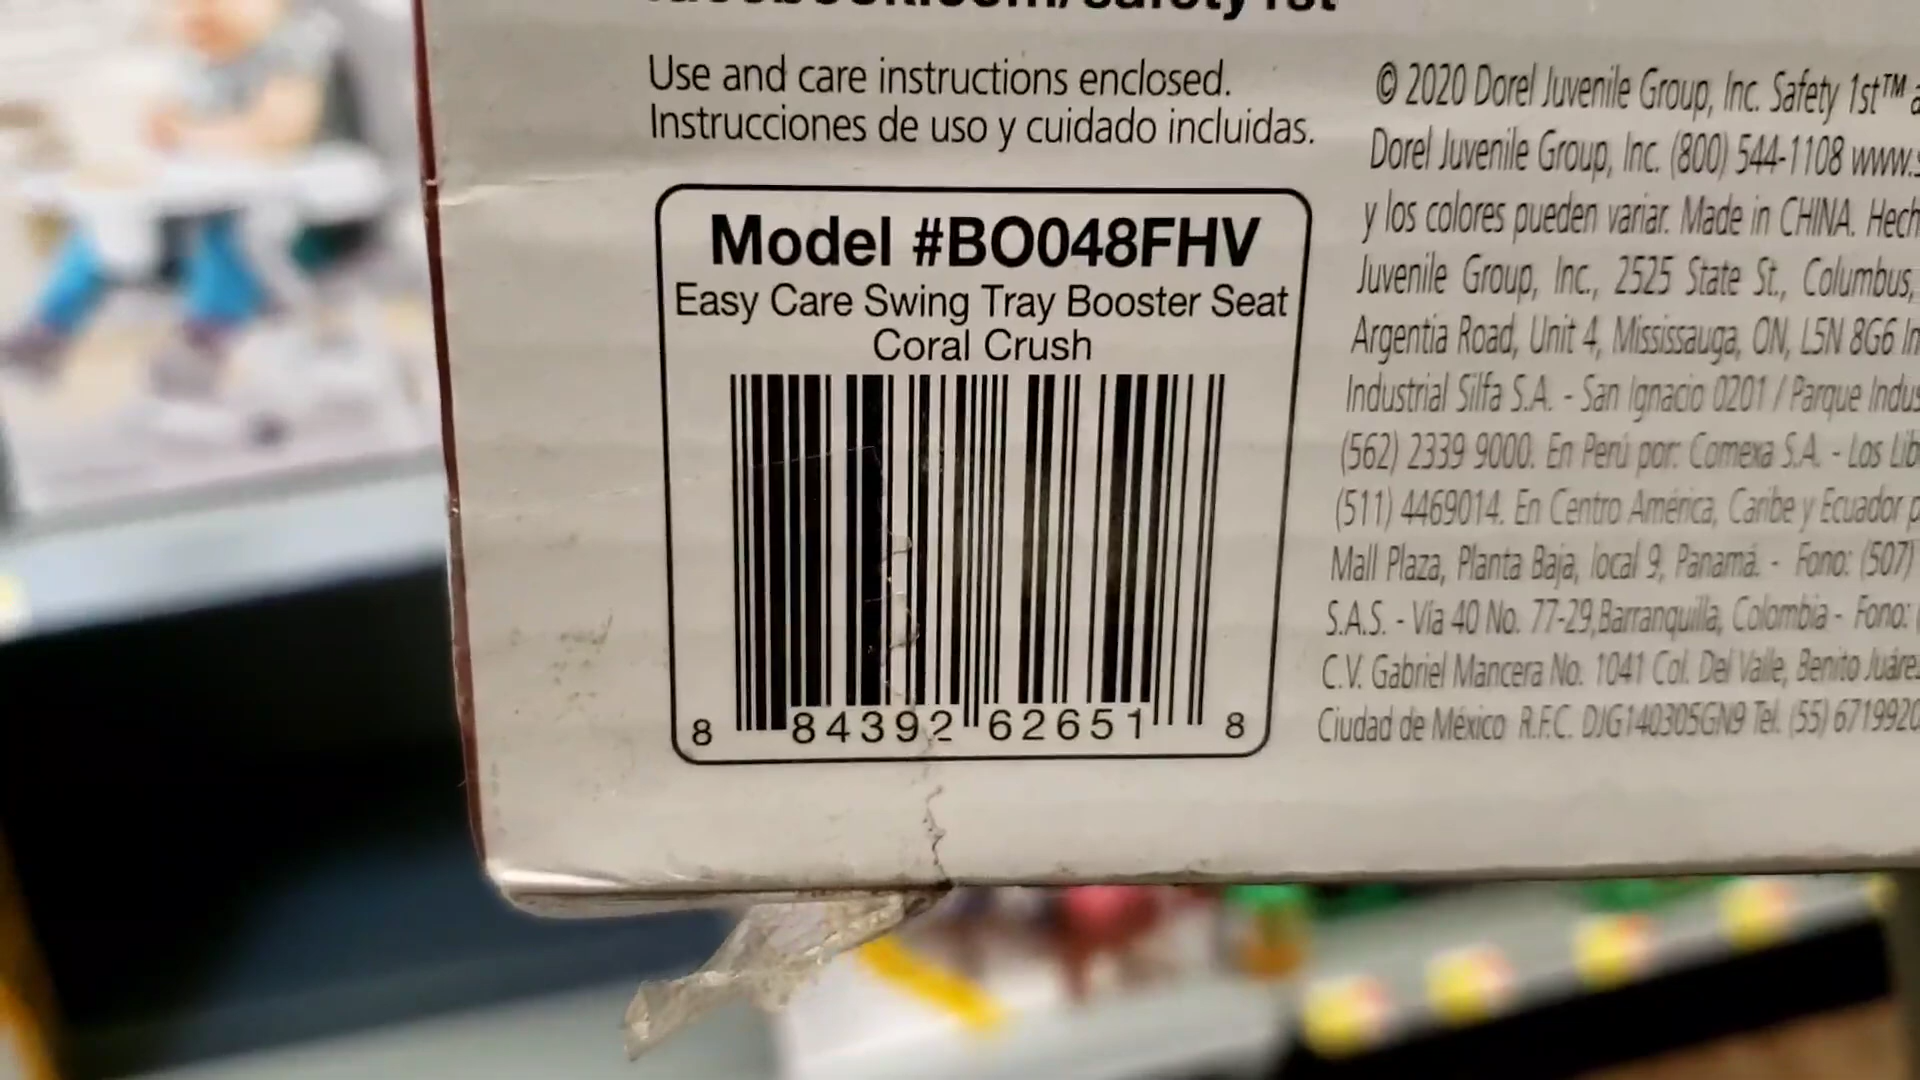 facebook.com/safety1st
Use and care instructions enclosed.
Instrucciones de uso y cuidado incluidas.
Model #BO048FHV
Easy Care Swing Tray Booster Seat
Coral Crush
8 84392 62651 8
© 2020 Dorel Juvenile Group, Inc. Safety 1st™
Dorel Juvenile Group, Inc. (800) 544-1108 www.
y los colores pueden variar. Made in CHINA. Hech
Juvenile Group, Inc., 2525 State St., Columbus,
Argentia Road, Unit 4, Mississauga, ON, L5N 8G6 In
Industrial Silfa S.A. - San Ignacio 0201 / Parque Indus
(562) 2339 9000. En Perú por: Comexa S.A. - Los Lib
(511) 4469014. En Centro América, Caribe y Ecuador p
Mall Plaza, Planta Baja, local 9, Panamá. - Fono: (507)
S.A.S. - Vía 40 No. 77-29,Barranquilla, Colombia - Fono:
C.V. Gabriel Mancera No. 1041 Col. Del Valle, Benito Juáre
Ciudad de México R.F.C. DJG140305GN9 Tel. (55) 6719920